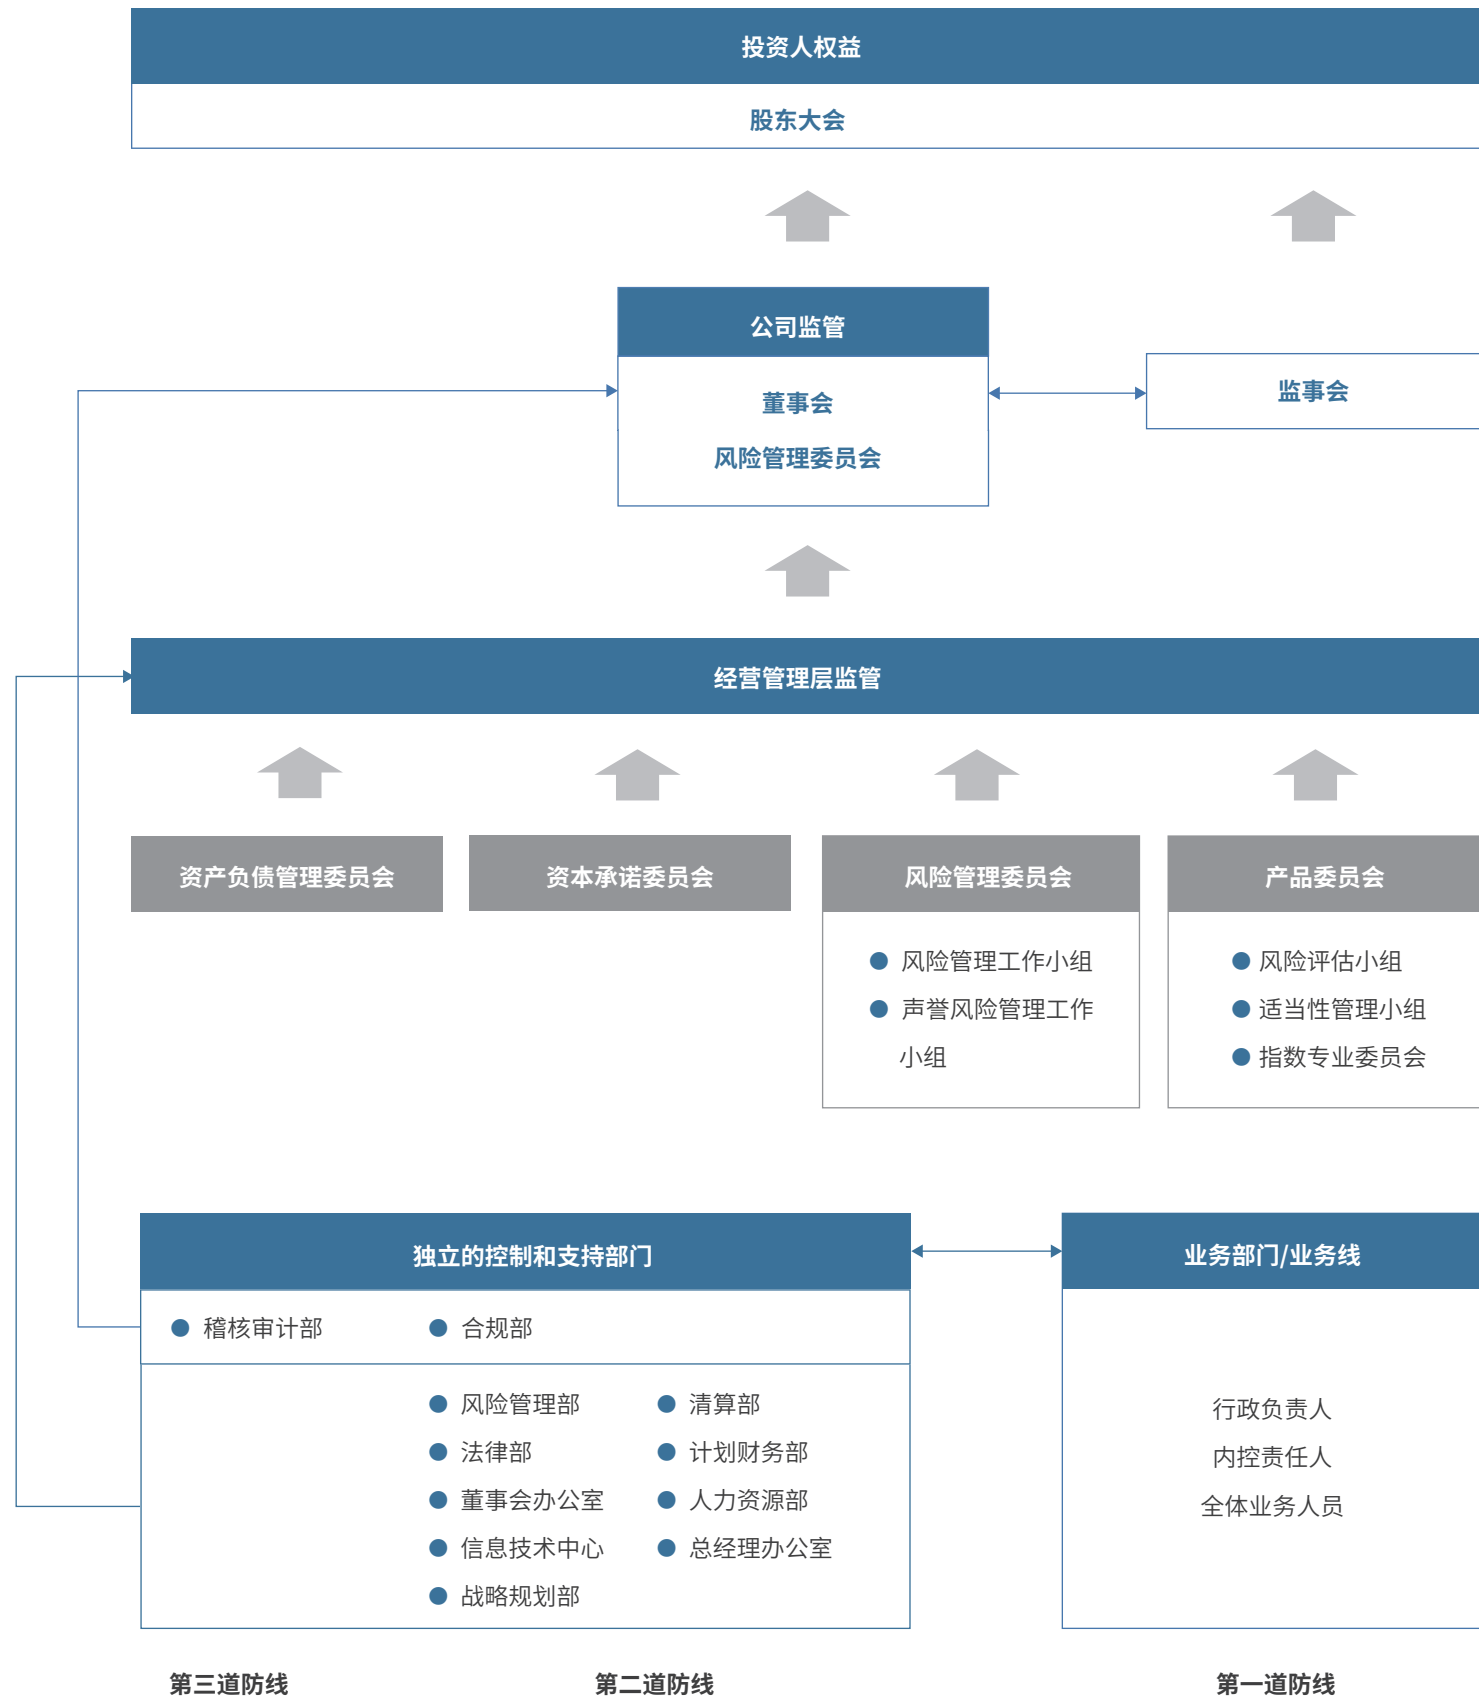 投资人权益
股东大会
公司监管
董事会
风险管理委员会
监事会
经营管理层监管
资产负债管理委员会
资本承诺委员会
风险管理委员会
风险管理工作小组
声誉风险管理工作
小组
产品委员会
风险评估小组
适当性管理小组
指数专业委员会
独立的控制和支持部门
稽核审计部
合规部
风险管理部
法律部
董事会办公室
信息技术中心
战略规划部
清算部
计划财务部
人力资源部
总经理办公室
业务部门/业务线
行政负责人
内控责任人
全体业务人员
第三道防线
第二道防线
第一道防线